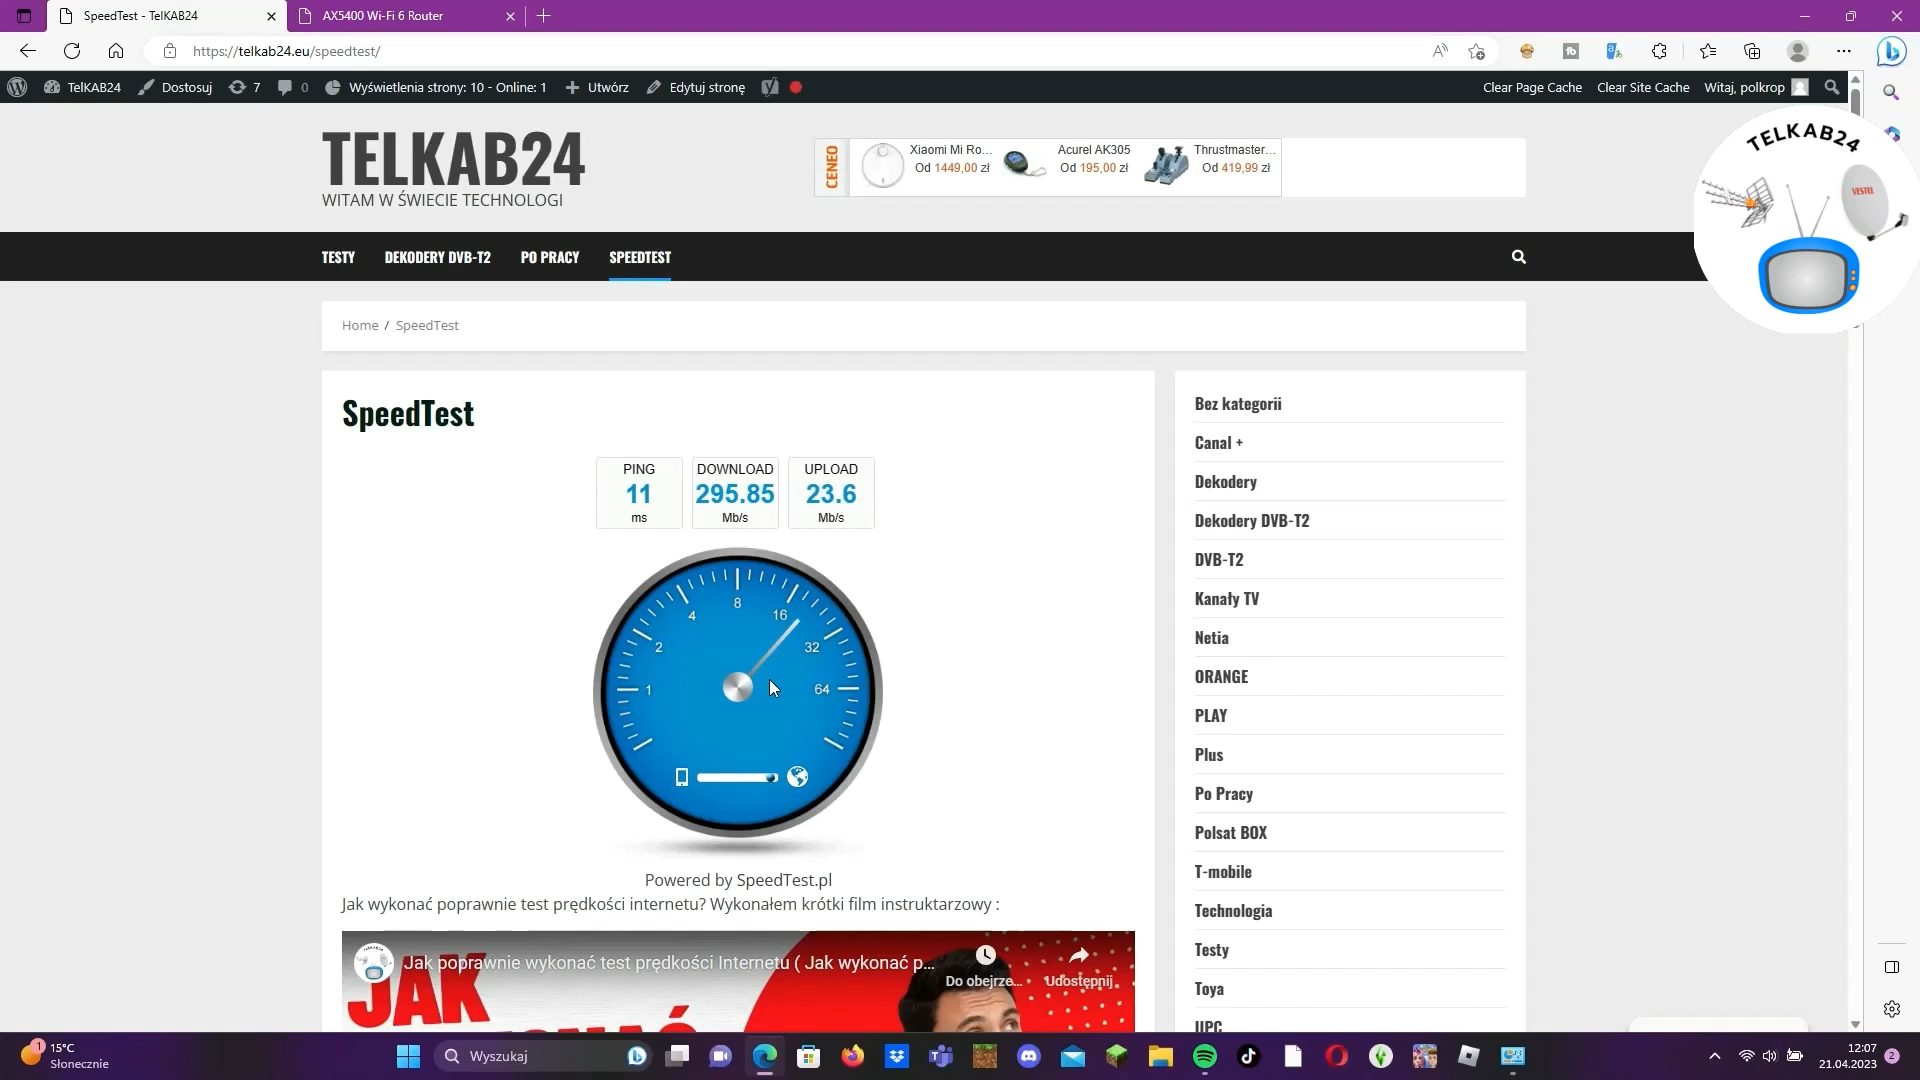 SpeedTest - TelKAB24
AX5400 Wi-Fi 6 Router
https://telkab24.eu/speedtest/
TelKAB24 Dostosuj 7 0 Wyświetlenia strony: 10 - Online: 1 Utwórz Edytuj stronę Clear Page Cache Clear Site Cache Witaj, polkrop
TELKAB24
WITAM W ŚWIECIE TECHNOLOGI
CENEO
Xiaomi Mi Ro...
Od 1449,00 zł
Acurel AK305
Od 195,00 zł
Thrustmaster...
Od 419,99 zł
TELKAB24
VESTEL
TESTY DEKODERY DVB-T2 PO PRACY SPEEDTEST
Home / SpeedTest
SpeedTest
PING
11
ms
DOWNLOAD
295.85
Mb/s
UPLOAD
23.6
Mb/s
1
2
4
8
16
32
64
Powered by SpeedTest.pl
Jak wykonać poprawnie test prędkości internetu? Wykonałem krótki film instruktarzowy :
Jak poprawnie wykonać test prędkości Internetu ( Jak wykonać p...
Do obejrze...
Udostępnij
JAK
Bez kategorii
Canal +
Dekodery
Dekodery DVB-T2
DVB-T2
Kanały TV
Netia
ORANGE
PLAY
Plus
Po Pracy
Polsat BOX
T-mobile
Technologia
Testy
Toya
UPC
1
15°C
Słonecznie
Wyszukaj
12:07
21.04.2023
2